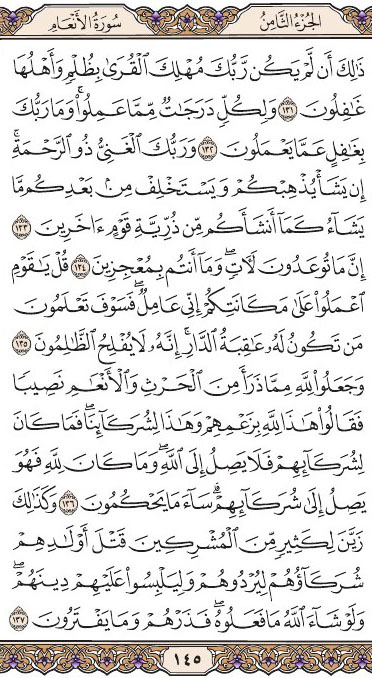 الجزء الثامن سورة الأنعام
ذَٰلِكَ أَن لَّمْ يَكُن رَّبُّكَ مُهْلِكَ ٱلْقُرَىٰ بِظُلْمٍ وَأَهْلُهَا
غَٰفِلُونَ ١٣١ وَلِكُلٍّ دَرَجَٰتٌ مِّمَّا عَمِلُوا۟ ۚ وَمَا رَبُّكَ
بِغَٰفِلٍ عَمَّا يَعْمَلُونَ ١٣٢ وَرَبُّكَ ٱلْغَنِىُّ ذُو ٱلرَّحْمَةِ ۚ
إِن يَشَأْ يُذْهِبْكُمْ وَيَسْتَخْلِفْ مِنۢ بَعْدِكُم مَّا
يَشَآءُ كَمَآ أَنشَأَكُم مِّن ذُرِّيَّةِ قَوْمٍ ءَاخَرِينَ ١٣٣
إِنَّ مَا تُوعَدُونَ لَـَٔاتٍ ۖ وَمَآ أَنتُم بِمُعْجِزِينَ ١٣٤ قُلْ يَٰقَوْمِ
ٱعْمَلُوا۟ عَلَىٰ مَكَانَتِكُمْ إِنِّى عَامِلٌ ۖ فَسَوْفَ تَعْلَمُونَ
مَن تَكُونُ لَهُۥ عَٰقِبَةُ ٱلدَّارِ ۗ إِنَّهُۥ لَا يُفْلِحُ ٱلظَّٰلِمُونَ ١٣٥
وَجَعَلُوا۟ لِلَّهِ مِمَّا ذَرَأَ مِنَ ٱلْحَرْثِ وَٱلْأَنْعَٰمِ نَصِيبًا
فَقَالُوا۟ هَٰذَا لِلَّهِ بِزَعْمِهِمْ وَهَٰذَا لِشُرَكَآئِنَا ۖ فَمَا كَانَ
لِشُرَكَآئِهِمْ فَلَا يَصِلُ إِلَى ٱللَّهِ ۖ وَمَا كَانَ لِلَّهِ فَهُوَ
يَصِلُ إِلَىٰ شُرَكَآئِهِمْ ۗ سَآءَ مَا يَحْكُمُونَ ١٣٦ وَكَذَٰلِكَ
زَيَّنَ لِكَثِيرٍ مِّنَ ٱلْمُشْرِكِينَ قَتْلَ أَوْلَٰدِهِمْ
شُرَكَآؤُهُمْ لِيُرْدُوهُمْ وَلِيَلْبِسُوا۟ عَلَيْهِمْ دِينَهُمْ ۖ
وَلَوْ شَآءَ ٱللَّهُ مَا فَعَلُوهُ ۖ فَذَرْهُمْ وَمَا يَفْتَرُونَ ١٣٧
١٤٥